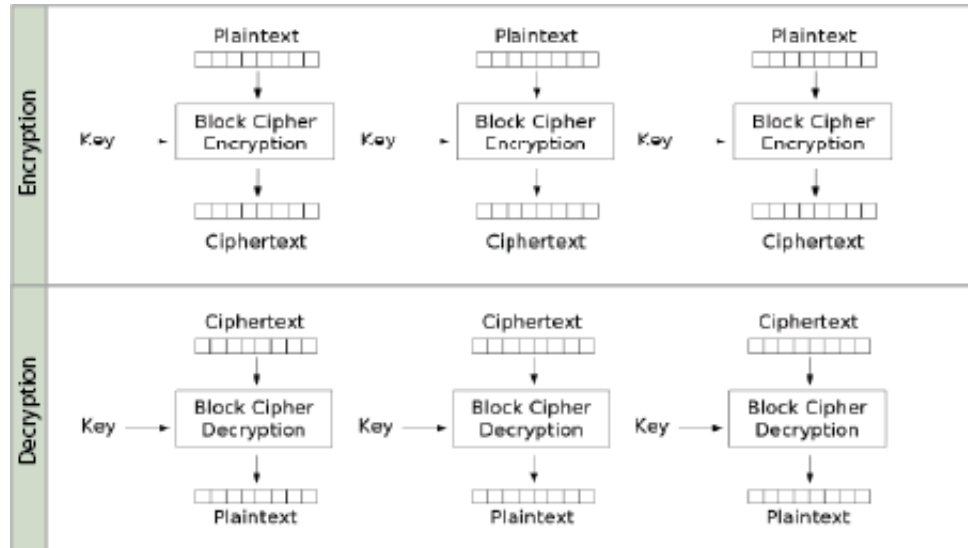 Encryption
Plaintext
Plaintext
Plaintext
Key
Block Cipher
Encryption
Key
Block Cipher
Encryption
Key
Block Cipher
Encryption
Ciphertext
Ciphertext
Ciphertext
Decryption
Ciphertext
Ciphertext
Ciphertext
Key
Block Cipher
Decryption
Key
Block Cipher
Decryption
Key
Block Cipher
Decryption
Plaintext
Plaintext
Plaintext